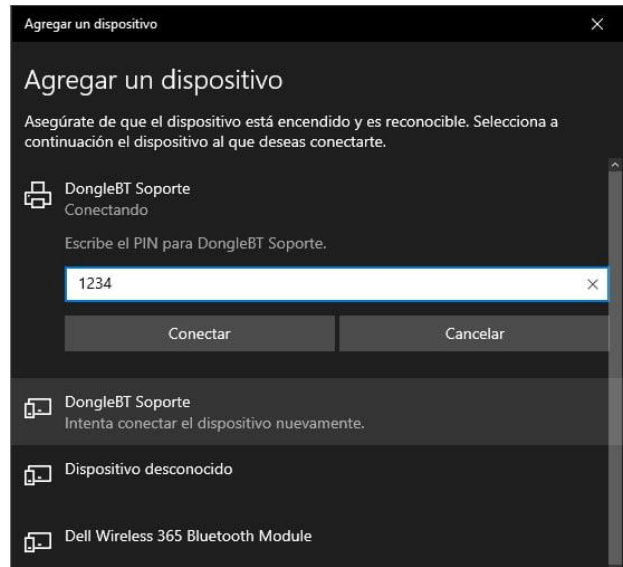 Agregar un dispositivo
Agregar un dispositivo
Asegúrate de que el dispositivo está encendido y es reconocible. Selecciona a
continuación el dispositivo al que deseas conectarte.
DongleBT Soporte
Conectando
Escribe el PIN para DongleBT Soporte.
1234
Conectar Cancelar
DongleBT Soporte
Intenta conectar el dispositivo nuevamente.
Dispositivo desconocido
Dell Wireless 365 Bluetooth Module